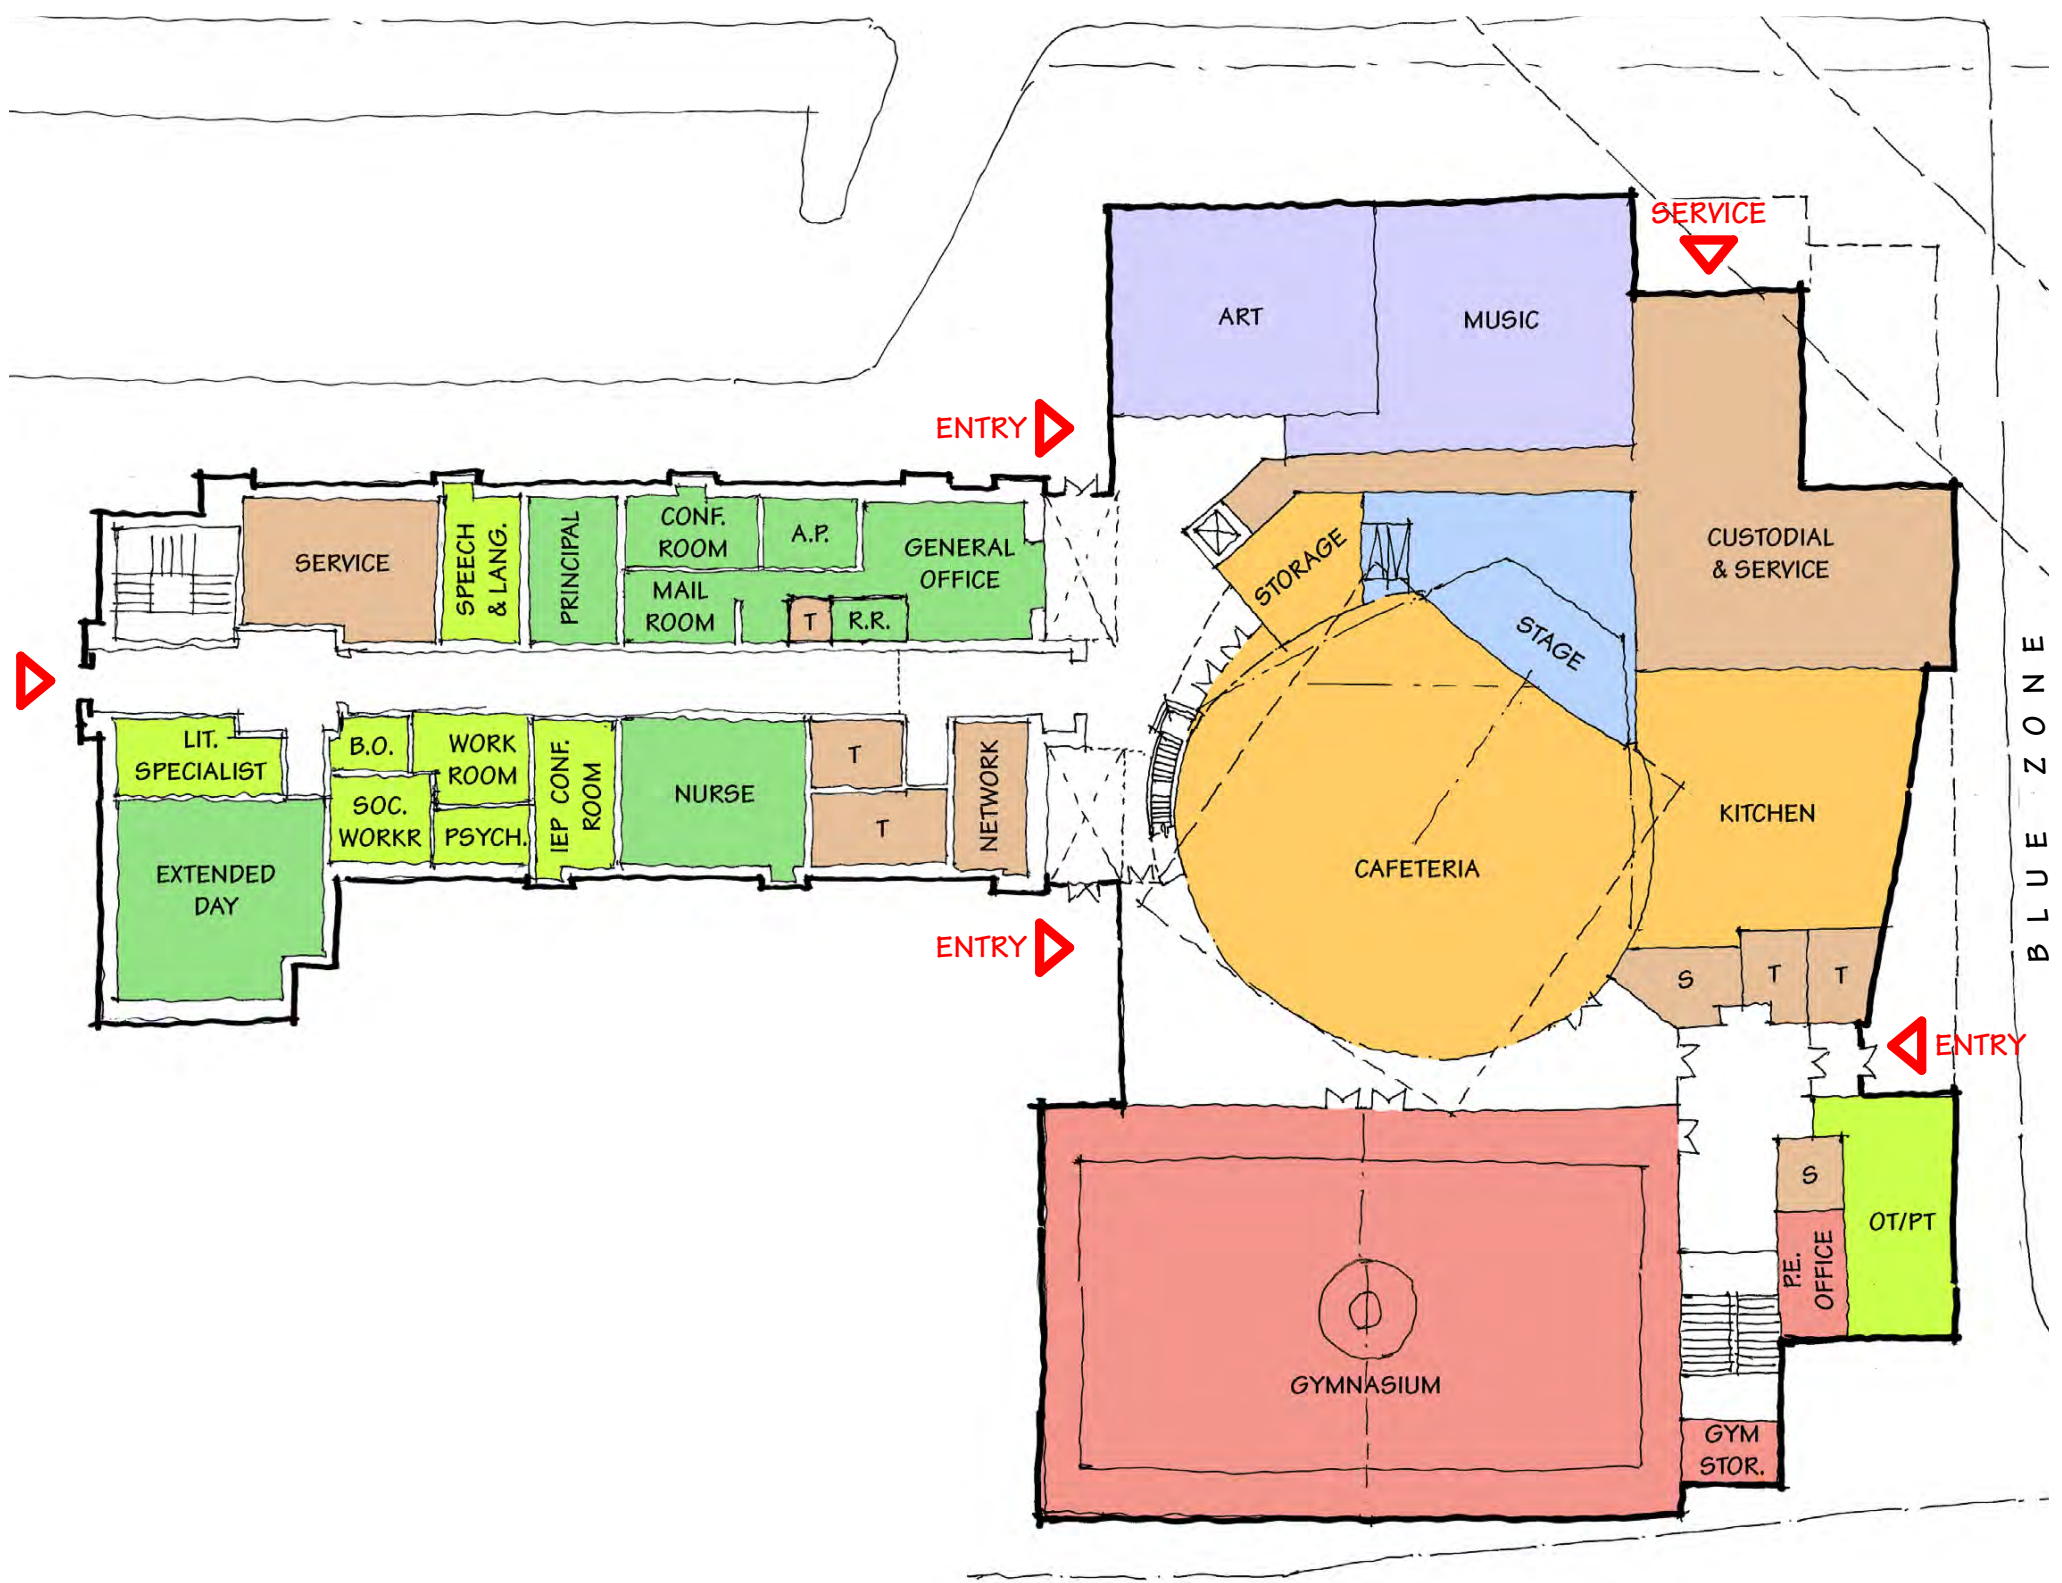 SERVICE
ART
MUSIC
ENTRY
SERVICE
SPEECH
& LANG.
PRINCIPAL
CONF.
ROOM
A.P.
GENERAL
OFFICE
MAIL
ROOM
T
R.R.
STORAGE
STAGE
CUSTODIAL
& SERVICE
BLUE ZONE
LIT.
SPECIALIST
B.O.
WORK
ROOM
SOC.
WORKR
PSYCH.
IEP CONF.
ROOM
NURSE
T
T
NETWORK
EXTENDED
DAY
CAFETERIA
KITCHEN
ENTRY
S
T
T
ENTRY
S
P.E.
OFFICE
OT/PT
GYMNASIUM
GYM
STOR.